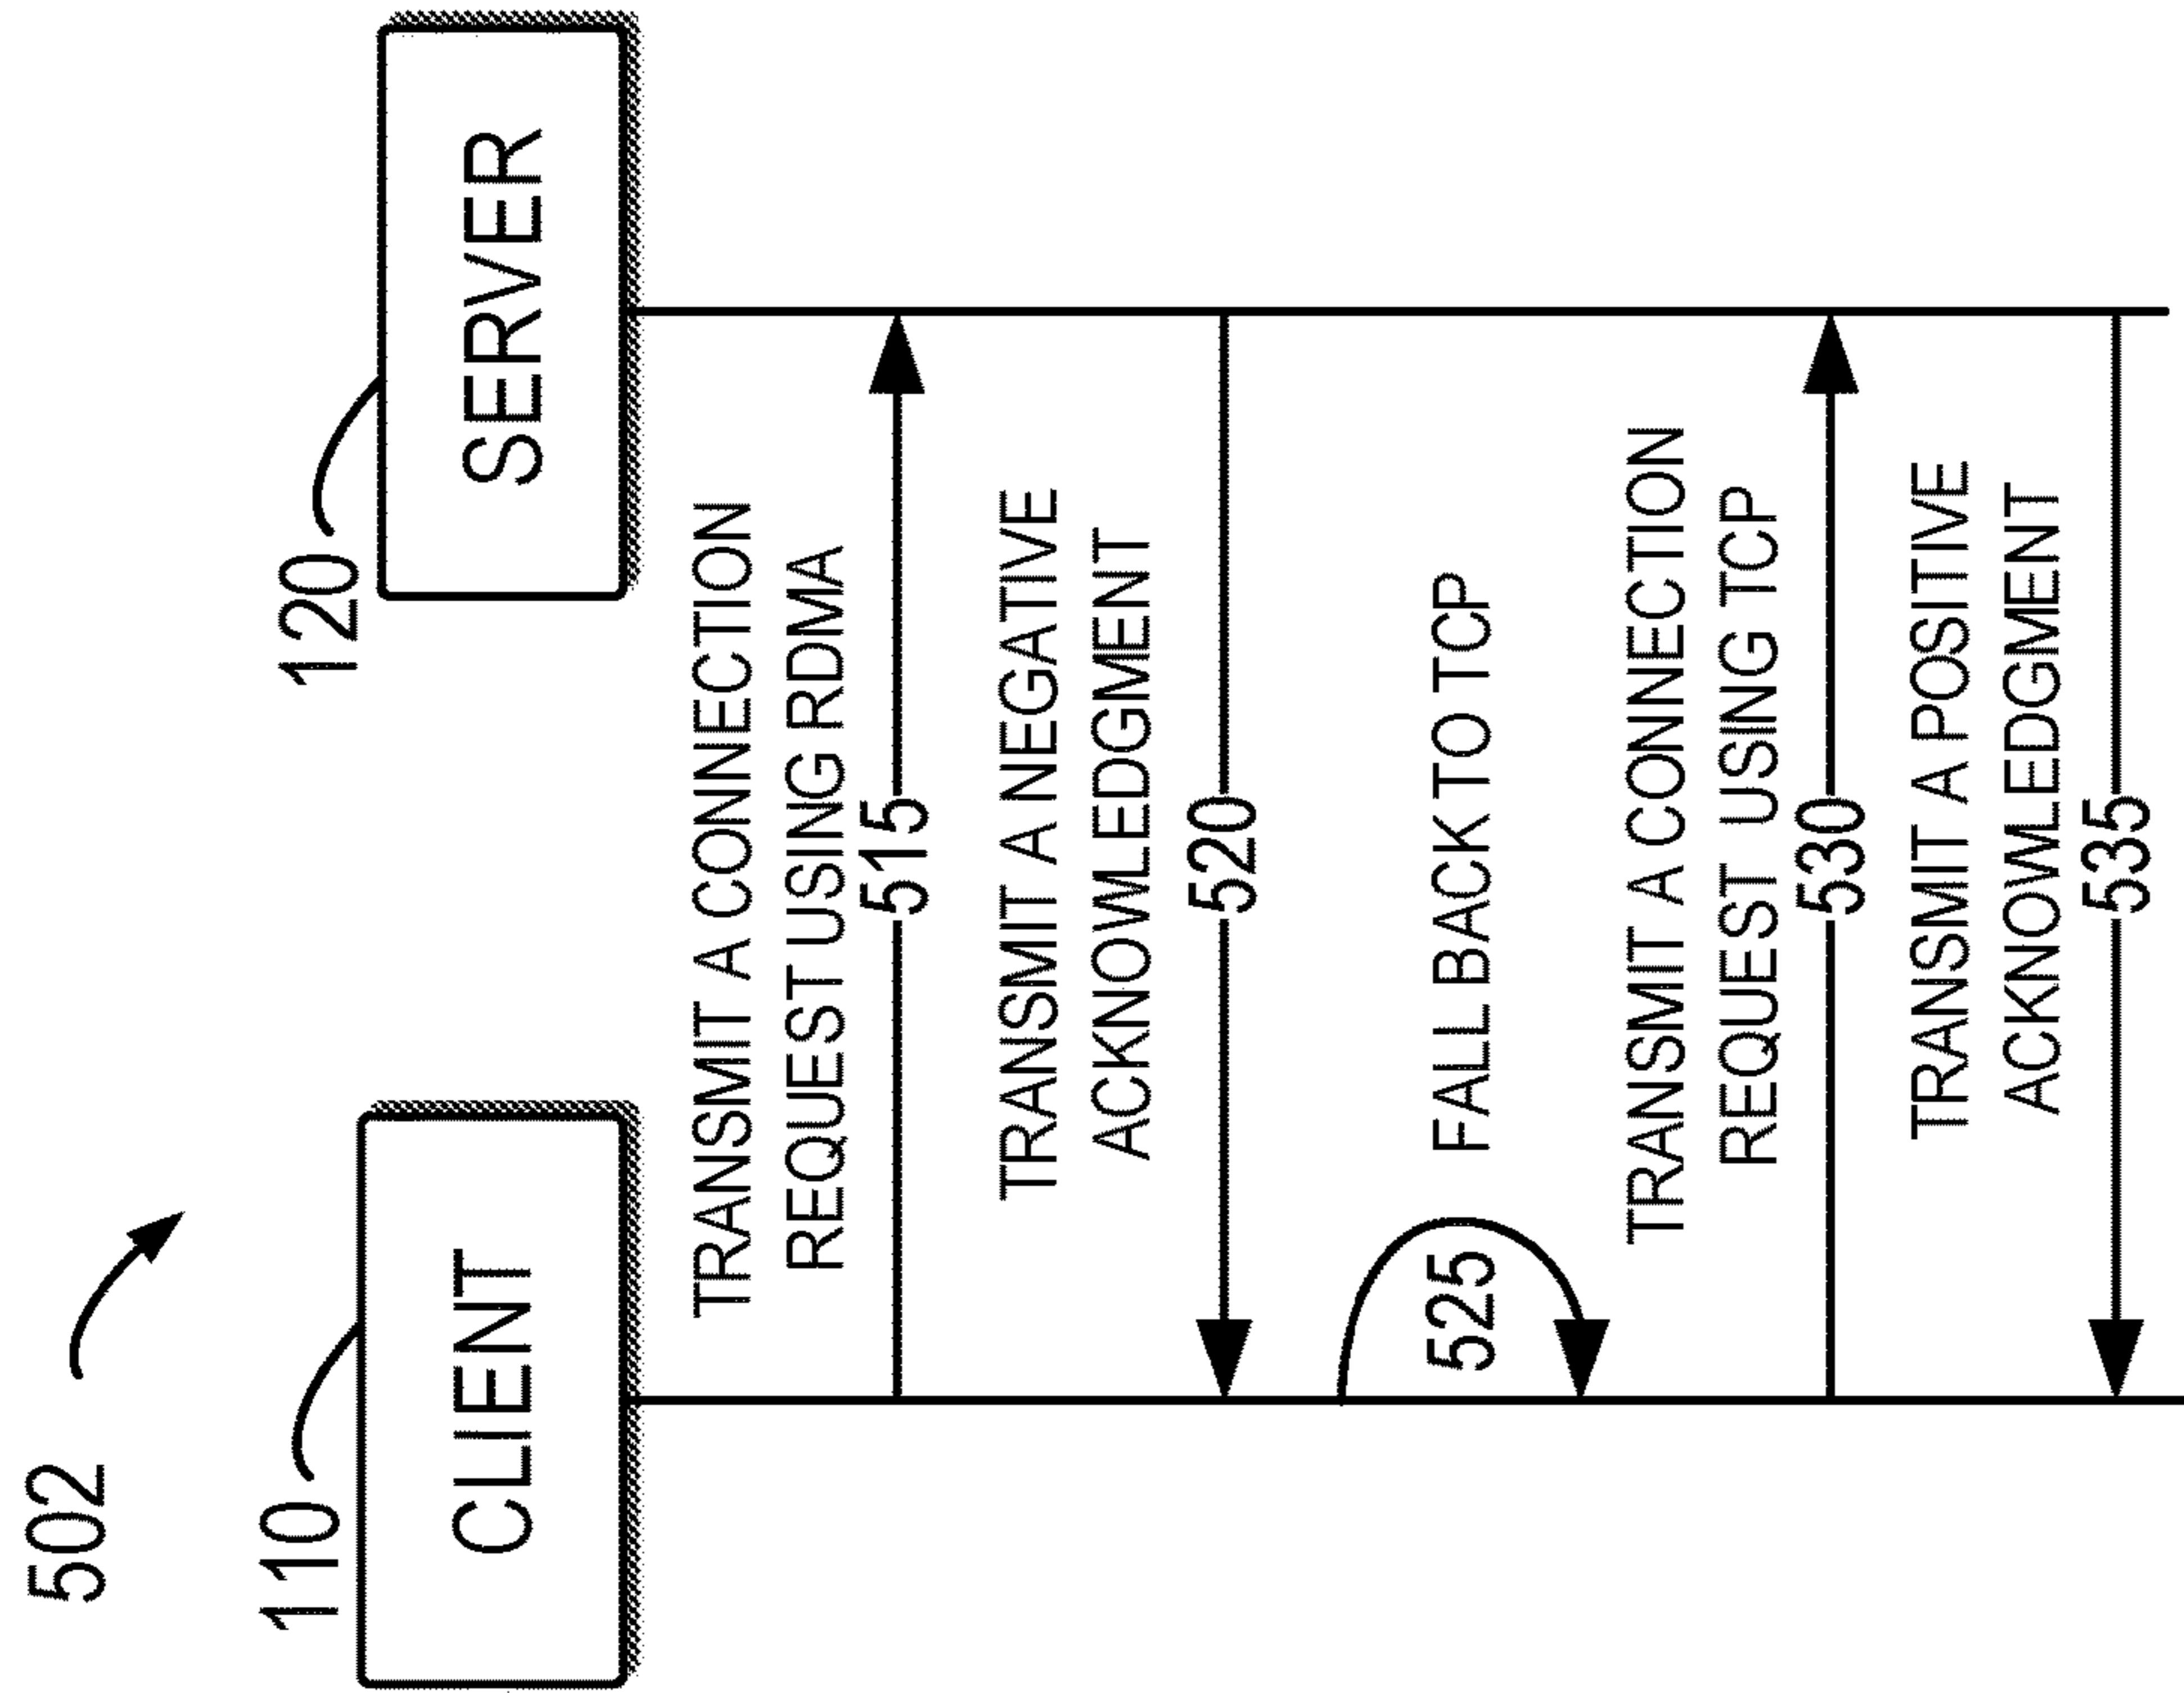 502
110
120
CLIENT
SERVER
TRANSMIT A CONNECTION
REQUEST USING RDMA
515
TRANSMIT A NEGATIVE
ACKNOWLEDGMENT
520
525
FALL BACK TO TCP
TRANSMIT A CONNECTION
REQUEST USING TCP
530
TRANSMIT A POSITIVE
ACKNOWLEDGMENT
535